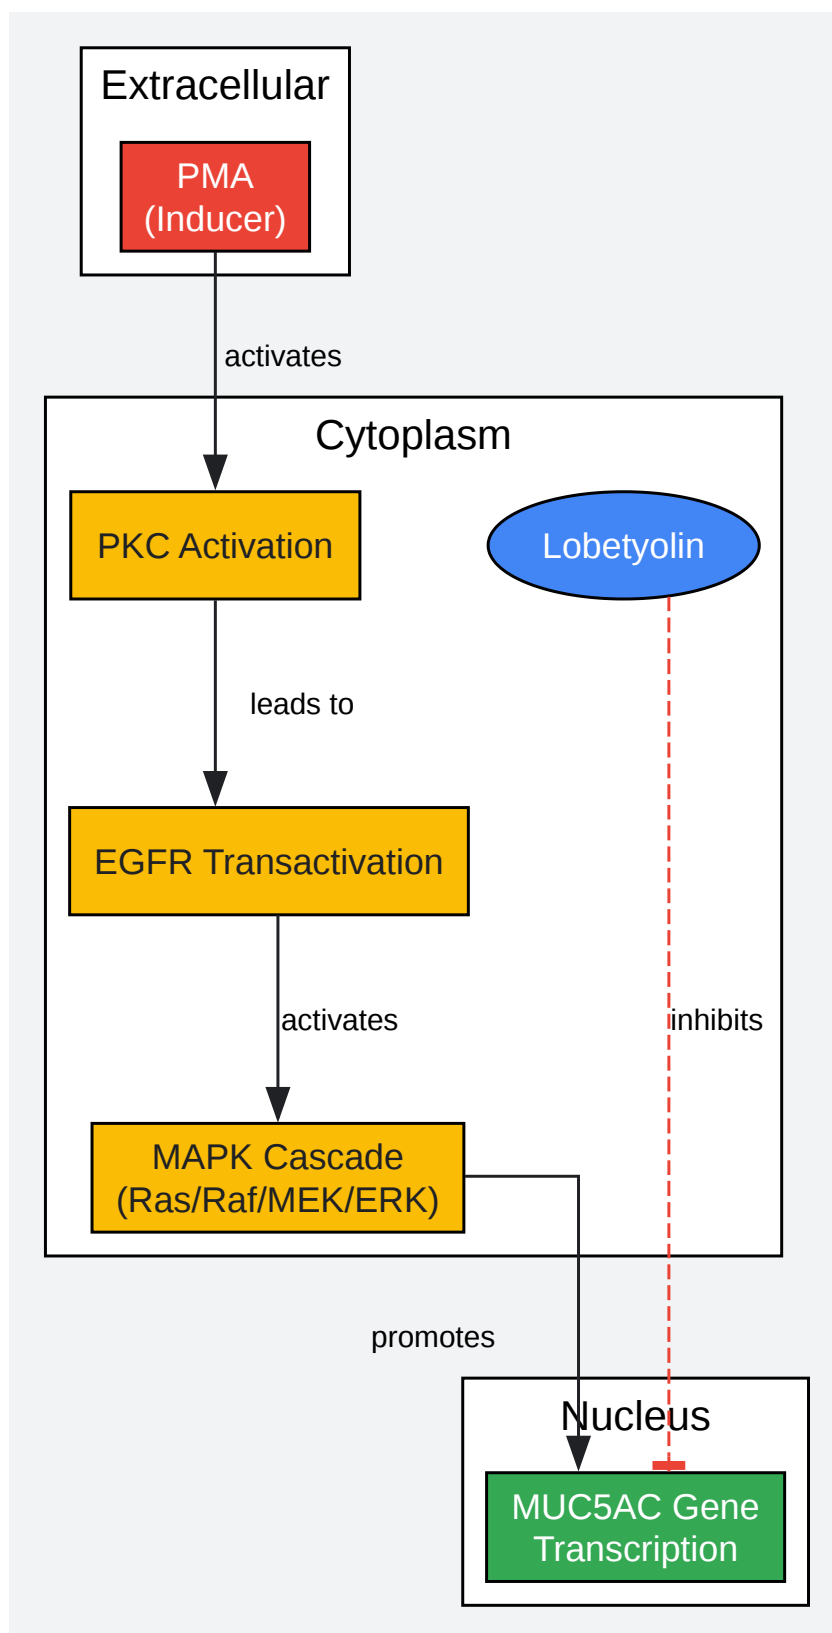 Extracellular
PMA
(Inducer)
activates
Cytoplasm
PKC Activation
Lobetyolin
leads to
EGFR Transactivation
activates
inhibits
MAPK Cascade
(Ras/Raf/MEK/ERK)
promotes
Nucleus
MUC5AC Gene
Transcription